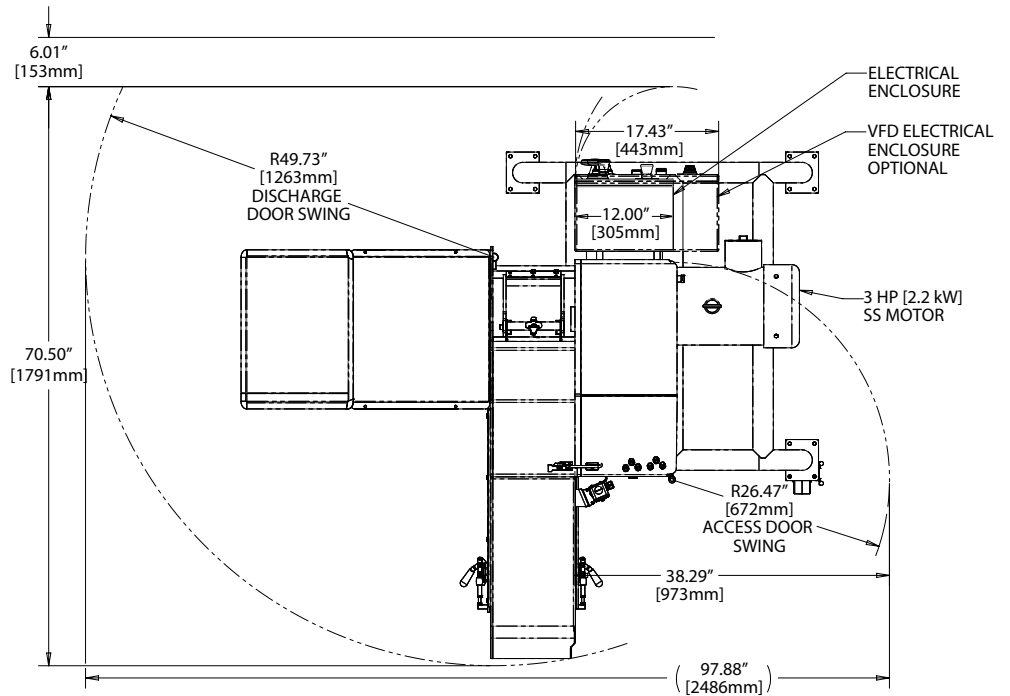 6.01”
[153mm]
ELECTRICAL
ENCLOSURE
17.43”
[443mm]
VFD ELECTRICAL
ENCLOSURE
OPTIONAL
R49.73”
[1263mm]
DISCHARGE
DOOR SWING
12.00”
[305mm]
3 HP [2.2 kW]
SS MOTOR
70.50”
[1791mm]
R26.47”
[672mm]
ACCESS DOOR
SWING
38.29”
[973mm]
(97.88”
[2486mm])